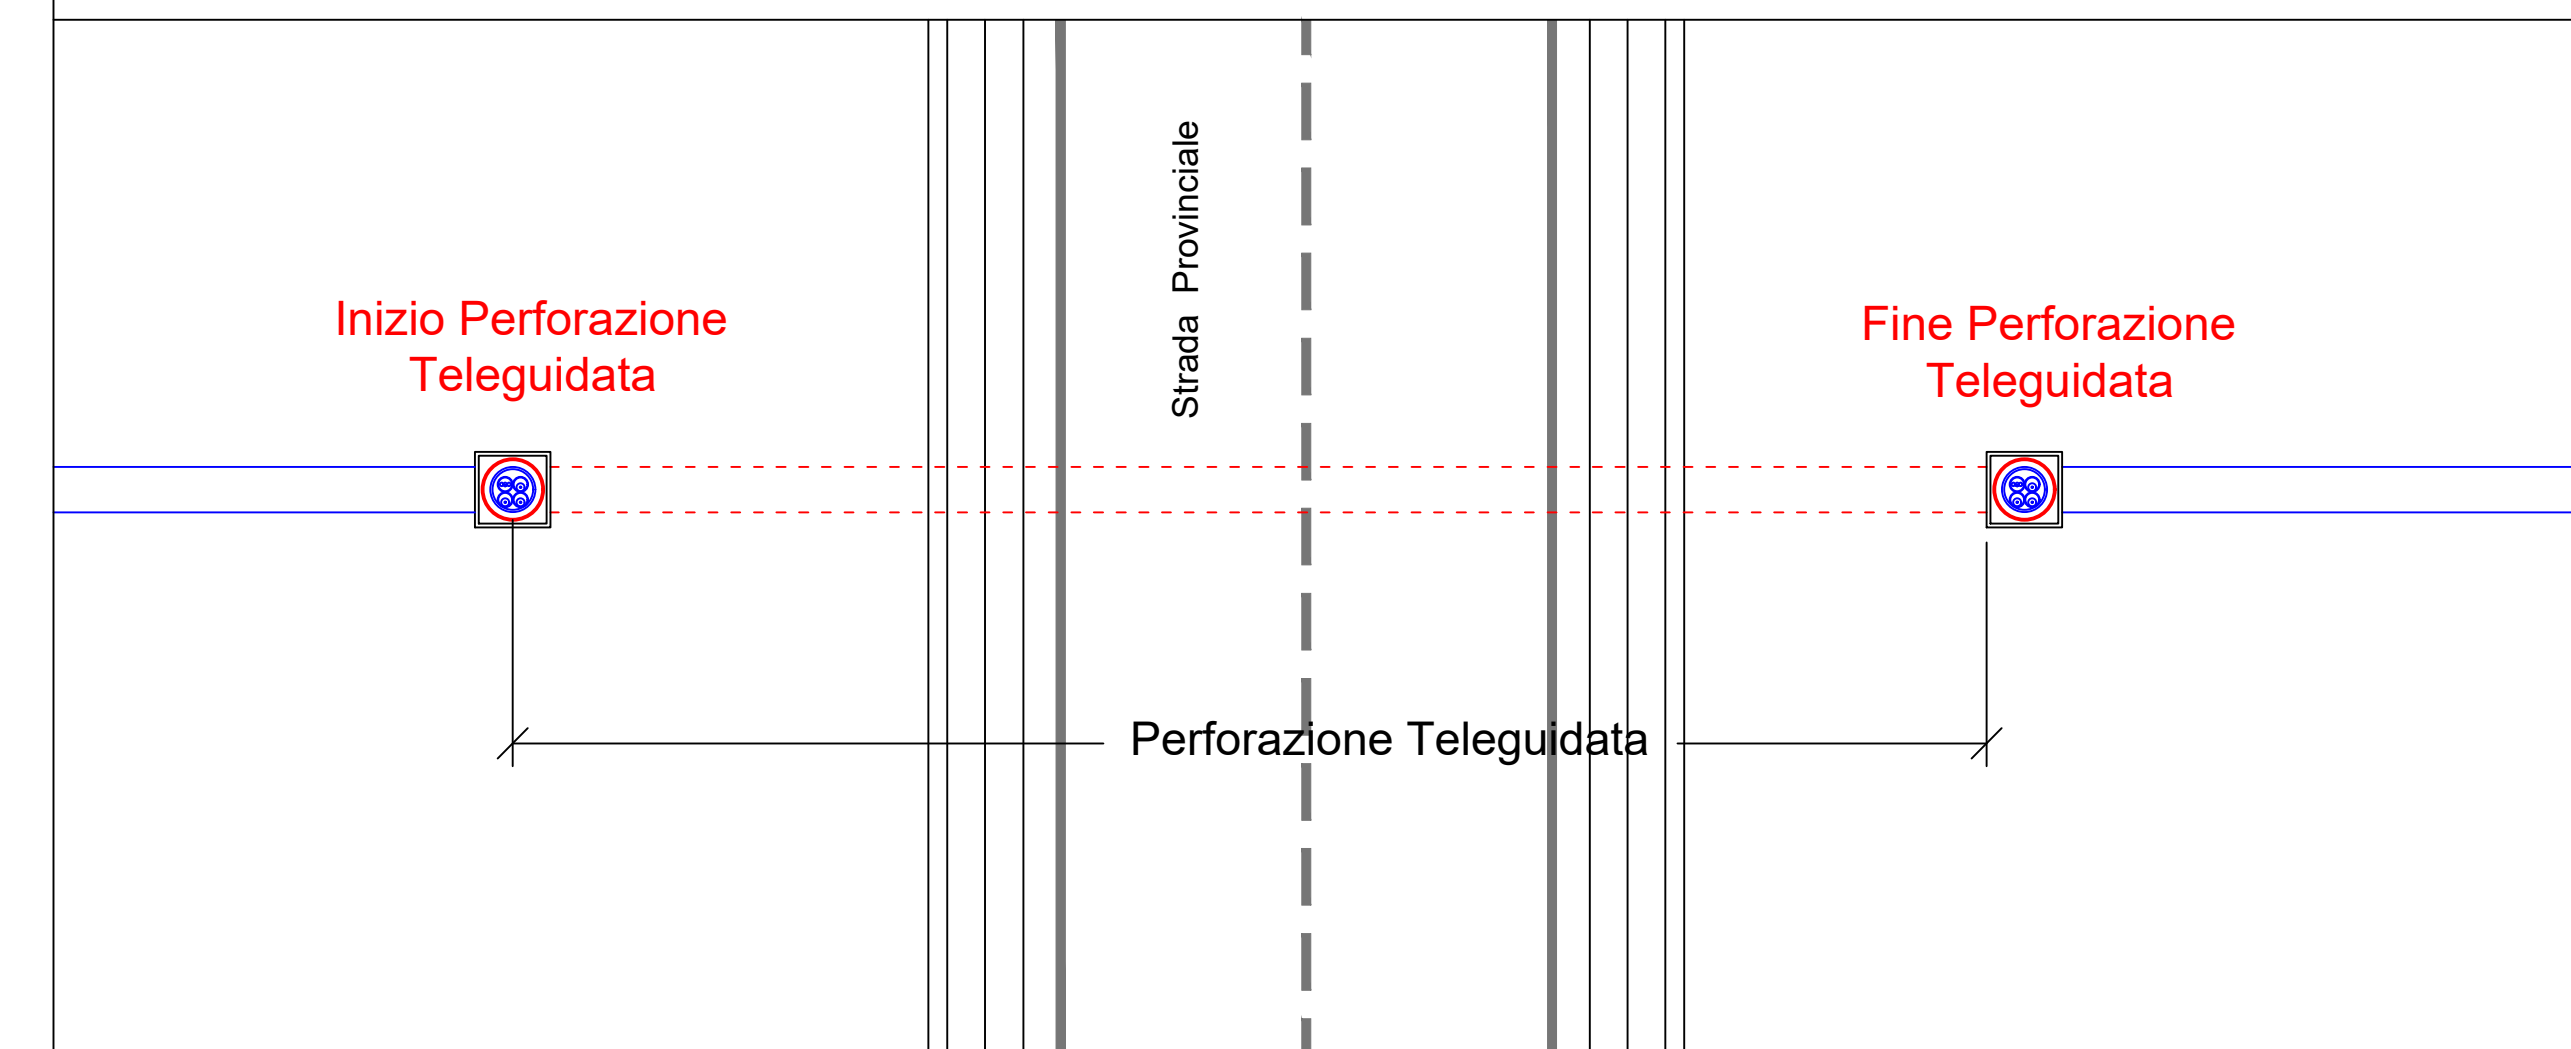 Strada Provinciale
Inizio Perforazione
Teleguidata
Fine Perforazione
Teleguidata
Perforazione Teleguidata